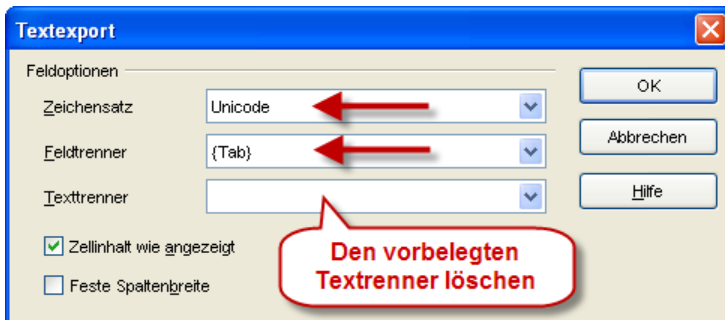 Textexport
Feldoptionen
Zeichensatz
Unicode
Feldtrenner
{Tab}
Texttrenner
Zellinhalt wie angezeigt
Feste Spaltenbreite
OK
Abbrechen
Hilfe
Den vorbelegten
Textrenner löschen